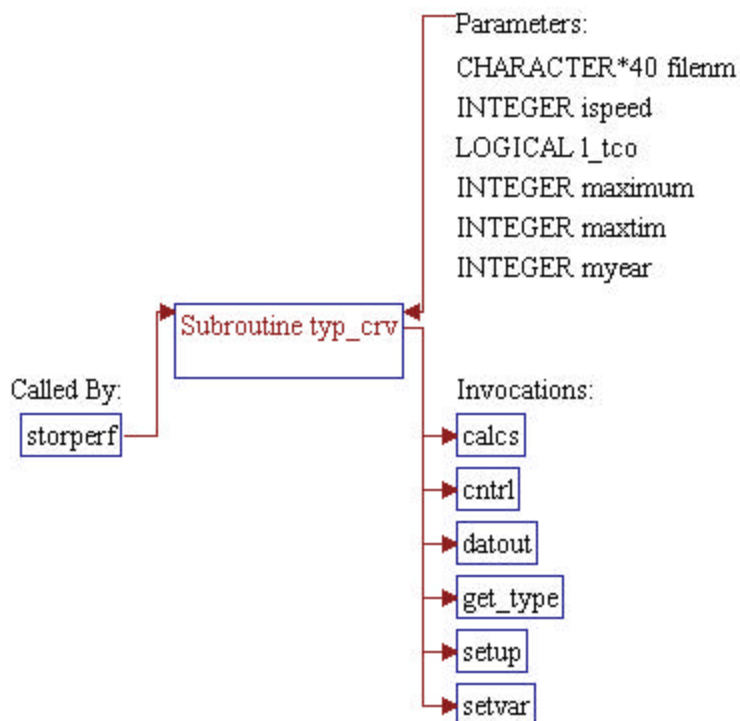 Parameters:
CHARACTER*40 filenm
INTEGER ispeed
LOGICAL l_tco
INTEGER maximum
INTEGER maxtim
INTEGER myear
Subroutine typ_crv
Called By:
storperf
Invocations:
calcs
cntrl
datout
get_type
setup
setvar